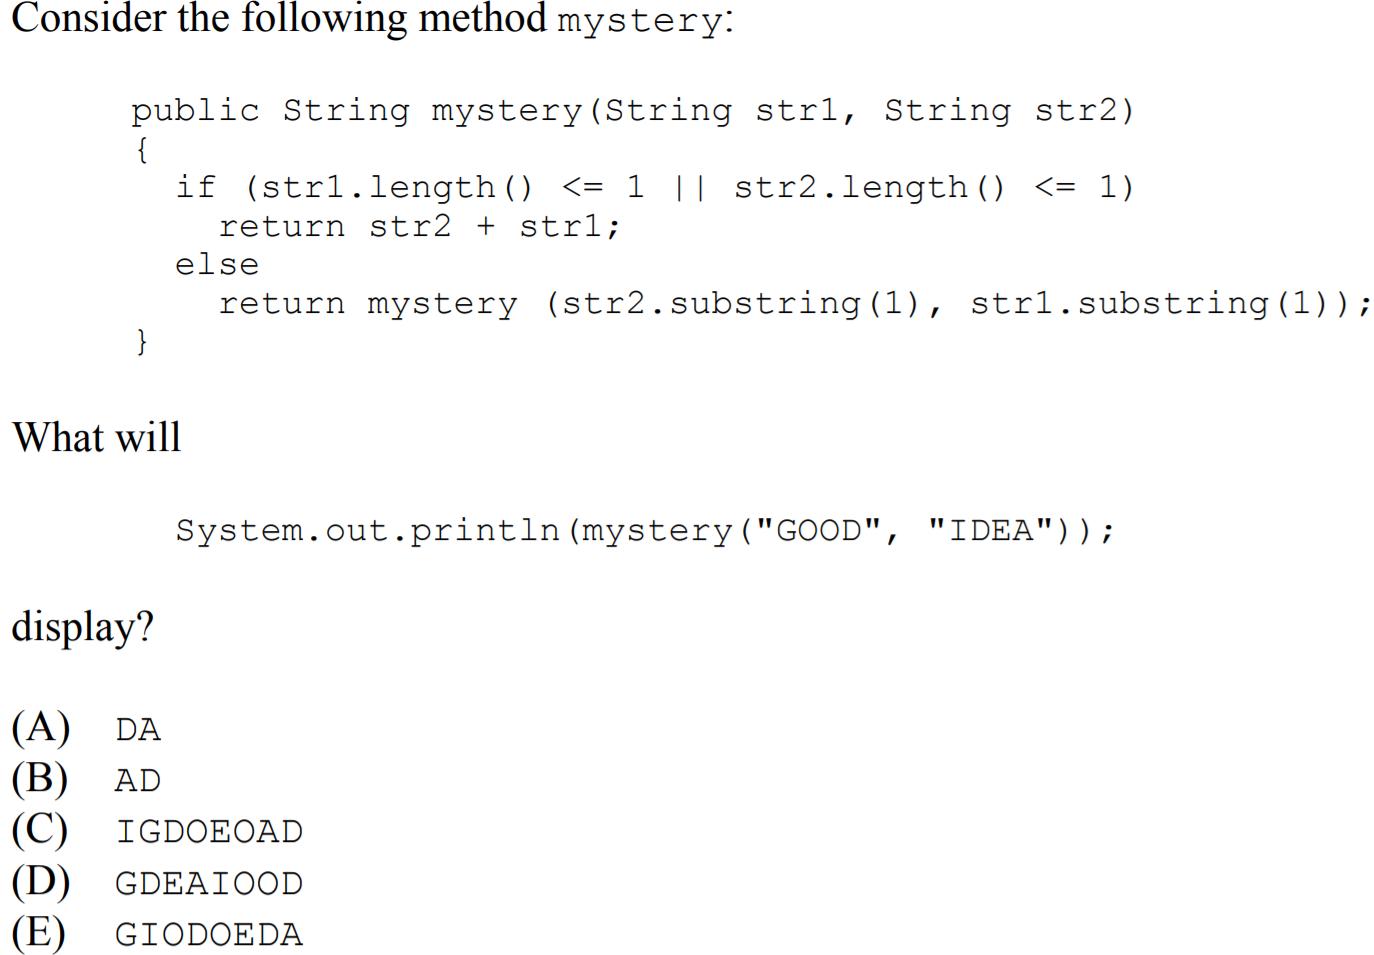 Consider the following method mystery:
public String mystery(String str1, String str2)
{
if (str1.length() <= 1 || str2.length() <= 1)
return str2 + str1;
else
return mystery (str2.substring(1), str1.substring(1));
}
What will
System.out.println(mystery("GOOD", "IDEA"));
display?
(A) DA
(B) AD
(C) IGDOEOAD
(D) GDEAIOOD
(E) GIODOEDA